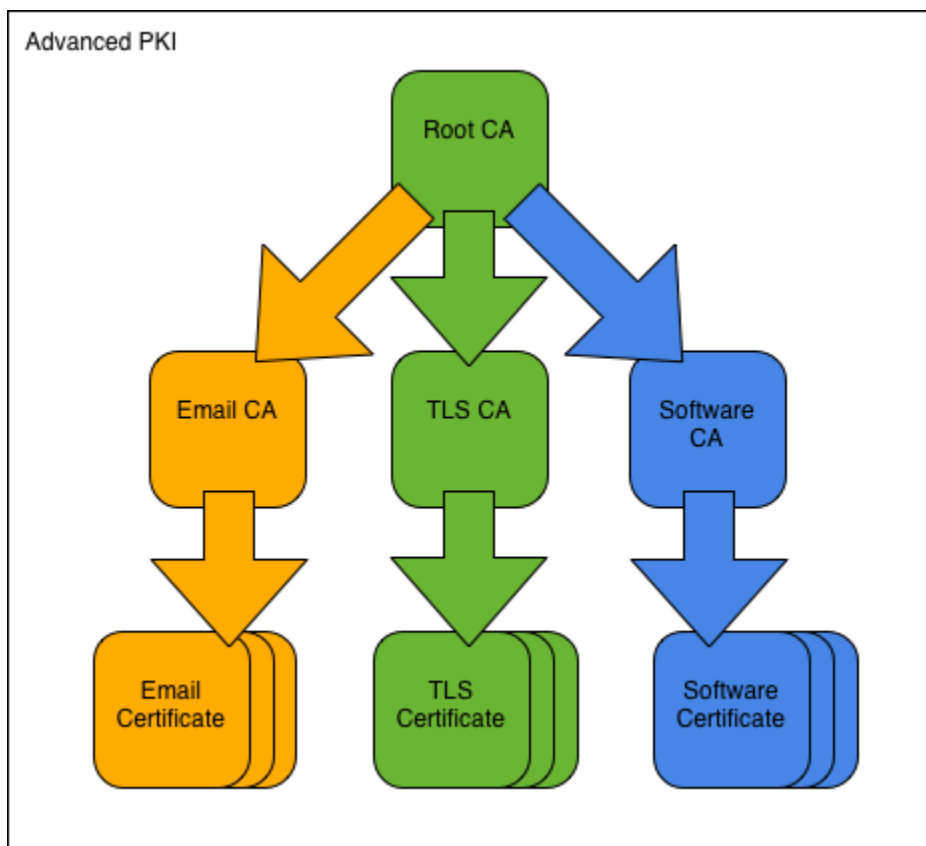 Advanced PKI
Root CA
Email CA
TLS CA
Software
CA
Email
Certificate
TLS
Certificate
Software
Certificate